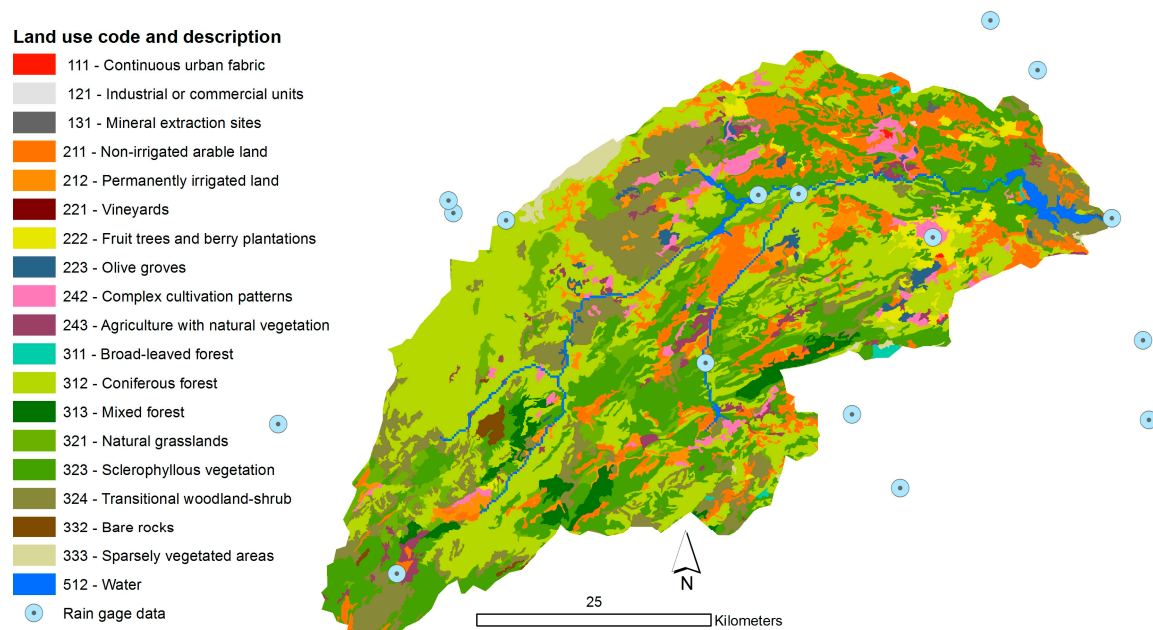 Land use code and description
111 - Continuous urban fabric
121 - Industrial or commercial units
131 - Mineral extraction sites
211 - Non-irrigated arable land
212 - Permanently irrigated land
221 - Vineyards
222 - Fruit trees and berry plantations
223 - Olive groves
242 - Complex cultivation patterns
243 - Agriculture with natural vegetation
311 - Broad-leaved forest
312 - Coniferous forest
313 - Mixed forest
321 - Natural grasslands
323 - Sclerophyllous vegetation
324 - Transitional woodland-shrub
332 - Bare rocks
333 - Sparsely vegetated areas
512 - Water
Rain gage data
N
25
Kilometers